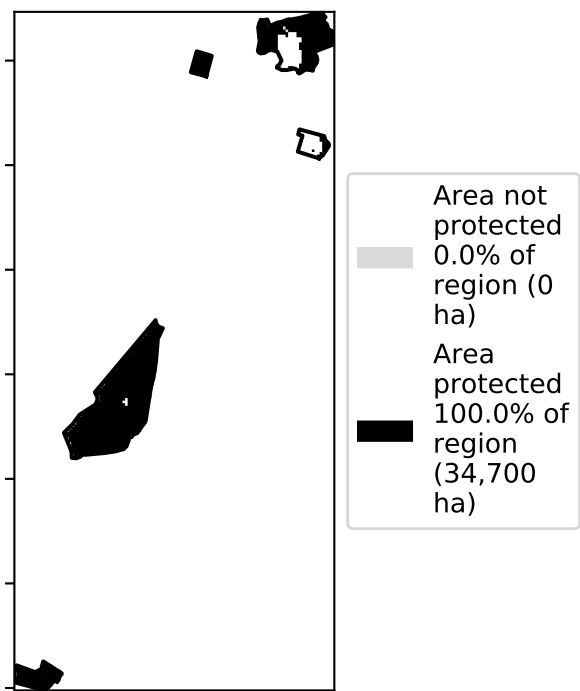 Area not
protected
0.0% of
region (0
ha)
Area
protected
100.0% of
region
(34,700
ha)